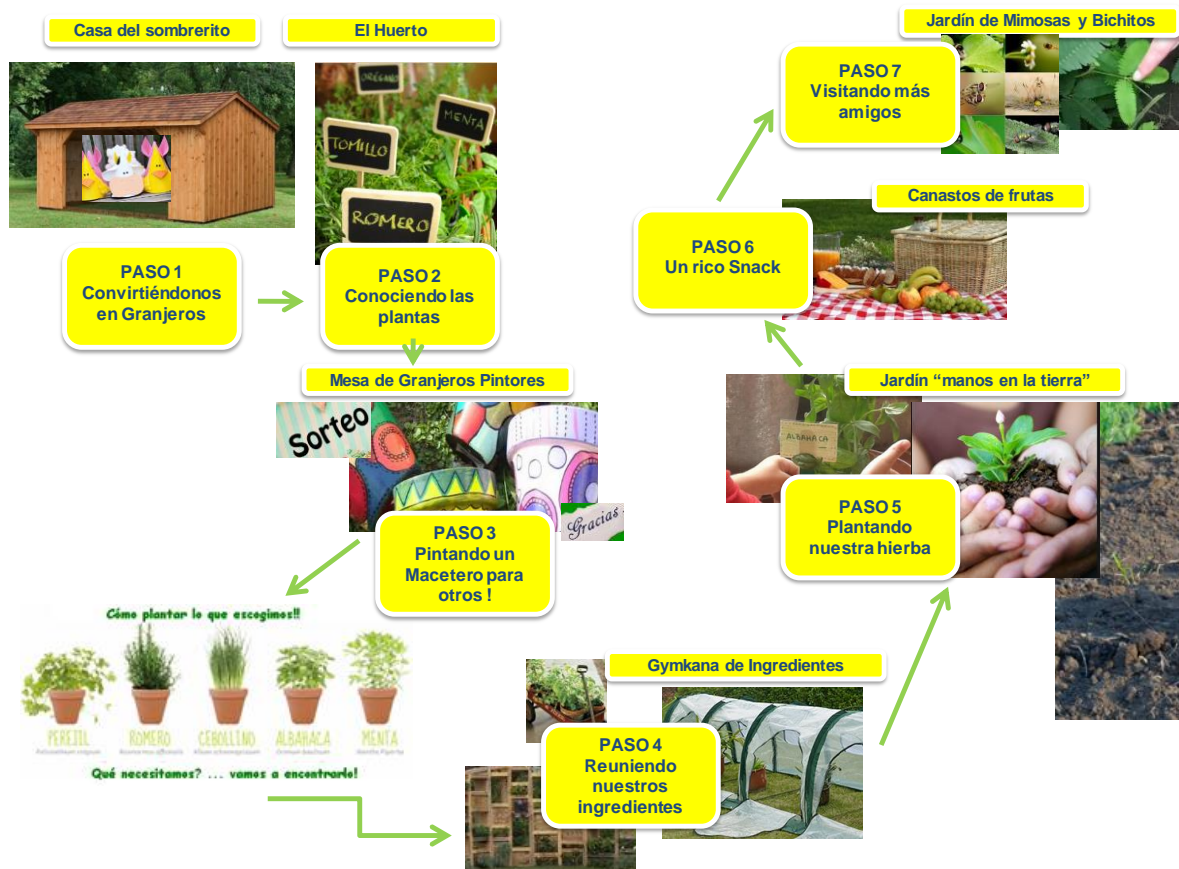 Casa del sombrerito
El Huerto
ORÉGANO
MENTA
TOMILLO
ROMERO
PASO 1
Convirtiéndonos
en Granjeros
PASO 2
Conociendo las
plantas
Mesa de Granjeros Pintores
Sorteo
Gracias
PASO 3
Pintando un
Macetero para
otros !
Cómo plantar lo que escogimos!!
PEREJIL
ROMERO
CEBOLLINO
ALBAHACA
MENTA
Qué necesitamos? ... vamos a encontrarlo!
Gymkana de Ingredientes
PASO 4
Reuniendo
nuestros
ingredientes
Jardín “manos en la tierra”
ALBAHACA
PASO 5
Plantando
nuestra hierba
Canastos de frutas
PASO 6
Un rico Snack
Jardín de Mimosas y Bichitos
PASO 7
Visitando más
amigos